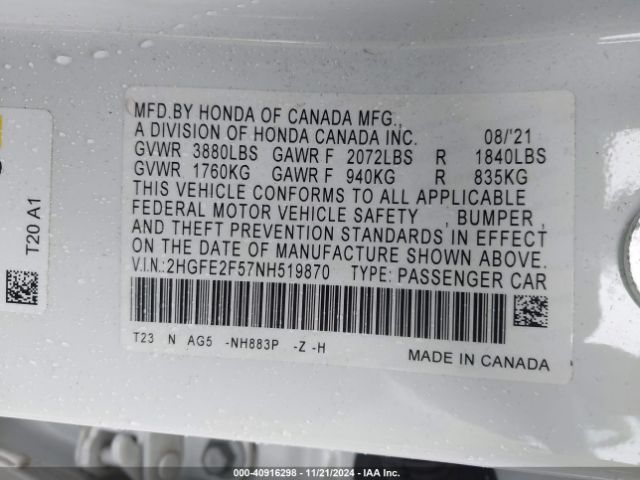 MFD.BY HONDA OF CANADA MFG.,
A DIVISION OF HONDA CANADA INC. 08/'21
GVWR 3880LBS GAWR F 2072LBS R 1840LBS
GVWR 1760KG GAWR F 940KG R 835KG
THIS VEHICLE CONFORMS TO ALL APPLICABLE
FEDERAL MOTOR VEHICLE SAFETY , BUMPER ,
AND THEFT PREVENTION STANDARDS IN EFFECT
ON THE DATE OF MANUFACTURE SHOWN ABOVE.
V.I.N.:2HGFE2F57NH519870 TYPE: PASSENGER CAR
T23 N AG5 -NH883P -Z -H
MADE IN CANADA
T20 A1
000-40916298 - 11/21/2024 - IAA Inc.